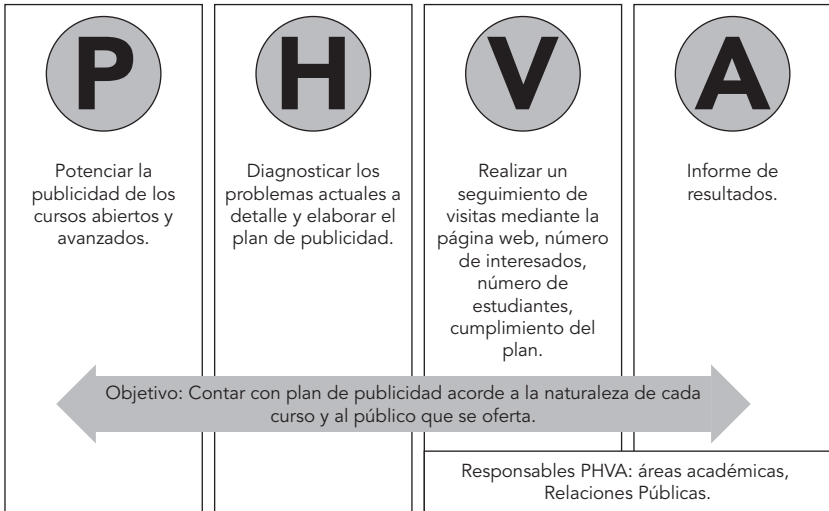 P
Potenciar la
publicidad de los
cursos abiertos y
avanzados.
H
Diagnosticar los
problemas actuales a
detalle y elaborar el
plan de publicidad.
V
Realizar un
seguimiento de
visitas mediante la
página web, número
de interesados,
número de
estudiantes,
cumplimiento del
plan.
A
Informe de
resultados.
Objetivo: Contar con plan de publicidad acorde a la naturaleza de cada
curso y al público que se oferta.
Responsables PHVA: áreas académicas,
Relaciones Públicas.